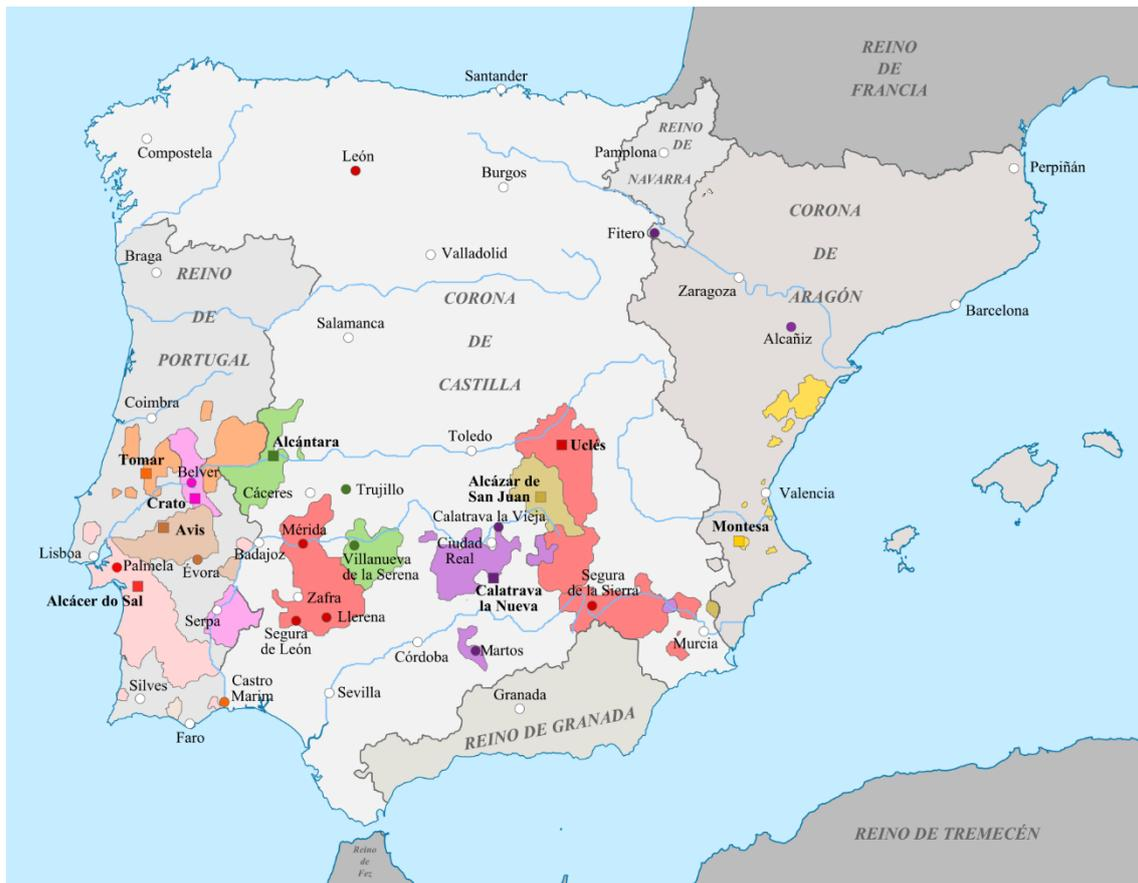 REINO
DE
FRANCIA
Santander
REINO
DE
NAVARRA
Pamplona
Compostela
León
Burgos
Perpiñán
CORONA
DE
ARAGÓN
Fitero
Braga
REINO
DE
PORTUGAL
Valladolid
Zaragoza
CORONA
DE
CASTILLA
Barcelona
Salamanca
Alcañiz
Coimbra
Toledo
Alcántara
Uclés
Tomar
Belver
Cáceres
Trujillo
Alcázar de
San Juan
Valencia
Crato
Calatrava la Vieja
Avis
Mérida
Montesa
Lisboa
Badajoz
Ciudad
Real
Palmela
Évora
Villanueva
de la Serena
Segura
de la Sierra
Calatrava
la Nueva
Alcácer do Sal
Zafra
Serpa
Llerena
Segura
de León
Murcia
Córdoba
Martos
Silves
Castro
Marim
Sevilla
Granada
Faro
REINO DE GRANADA
REINO DE TREMECÉN
Reino
de
Fez